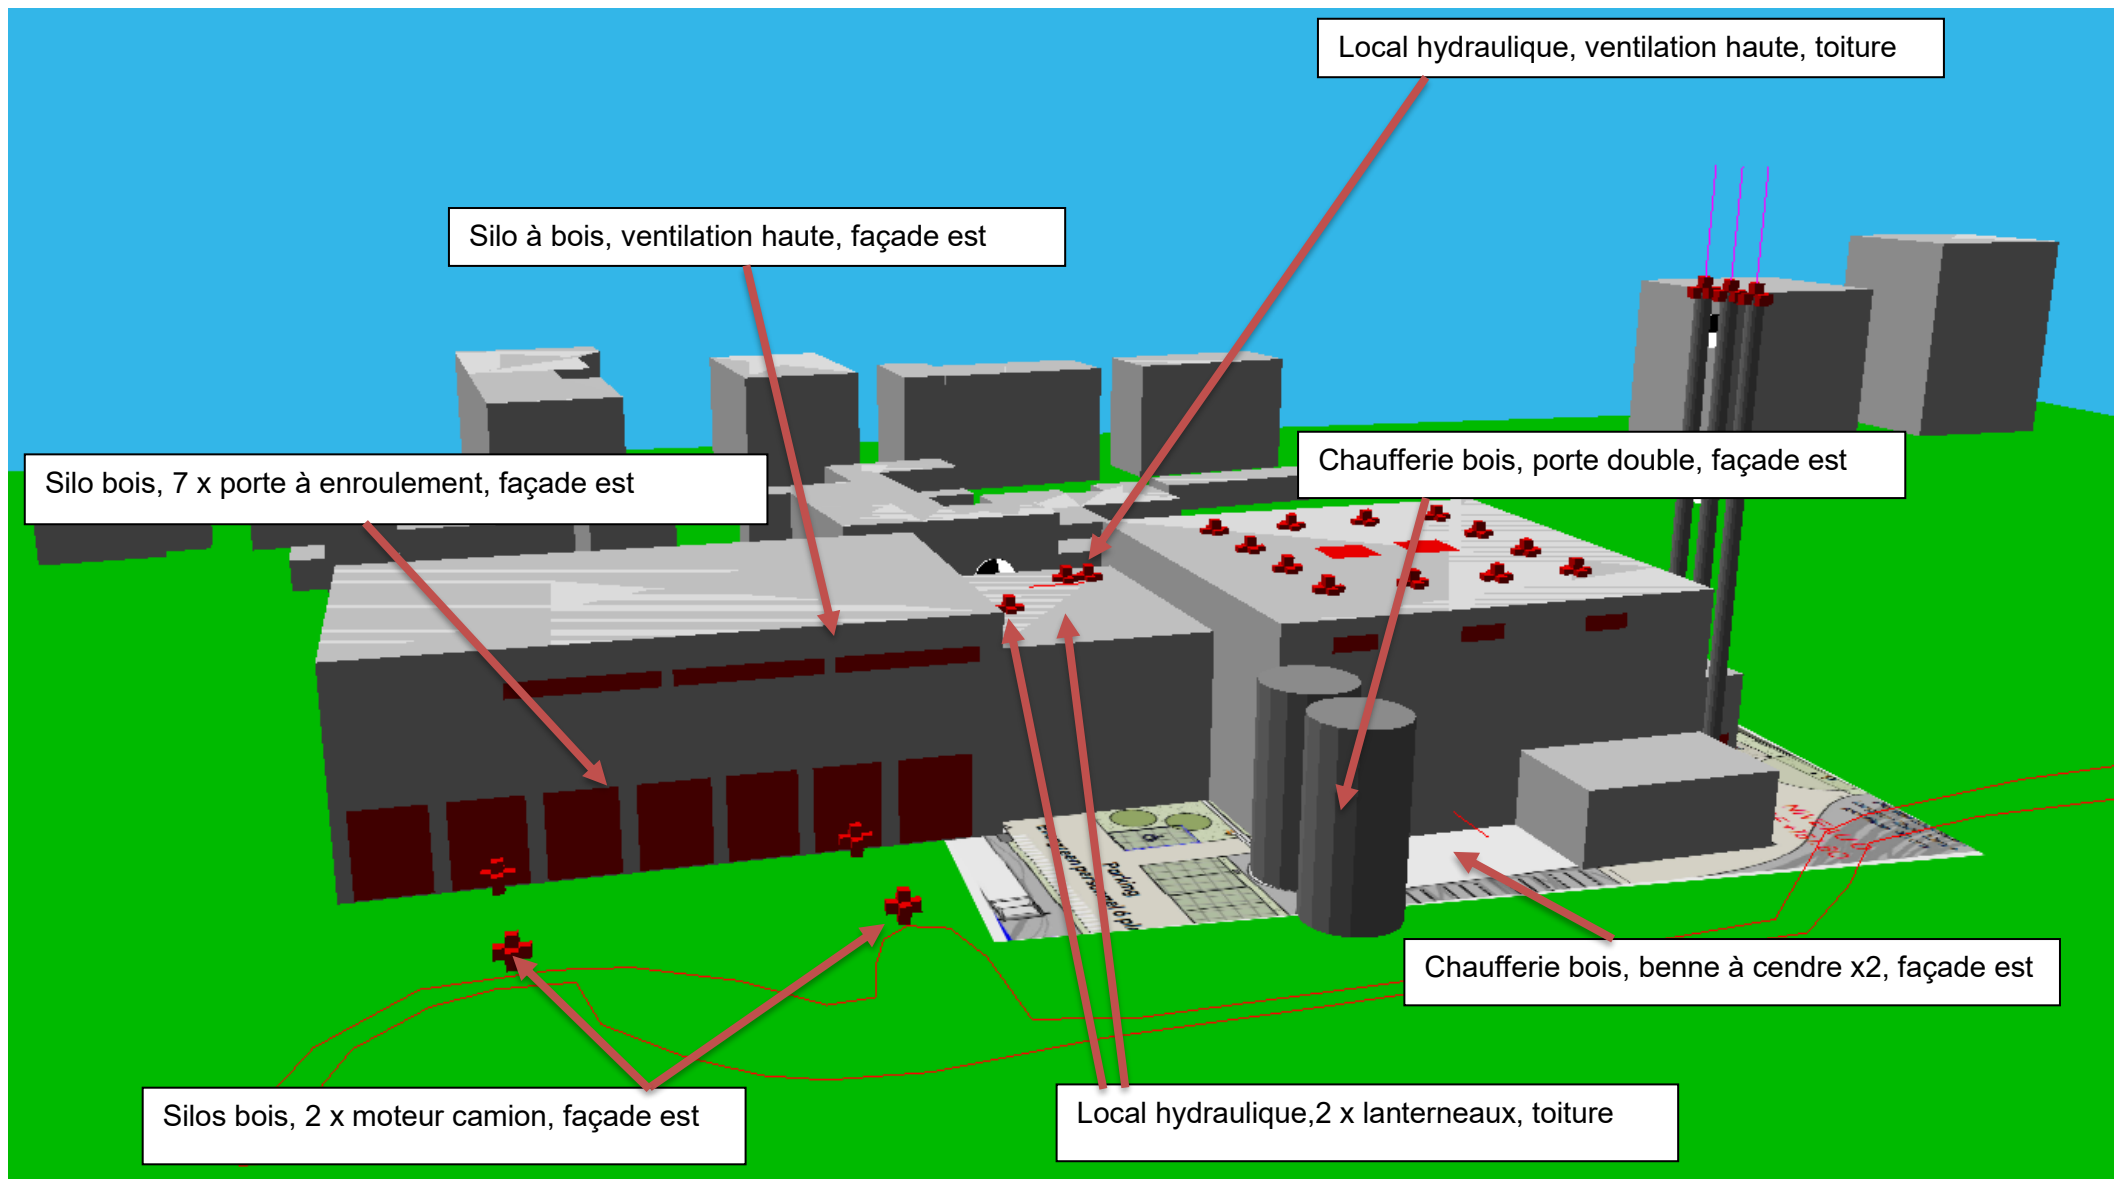 Local hydraulique, ventilation haute, toiture
Silo à bois, ventilation haute, façade est
Chaufferie bois, porte double, façade est
Silo bois, 7 x porte à enroulement, façade est
Parking
Chaufferie bois, benne à cendre x2, façade est
Silos bois, 2 x moteur camion, façade est
Local hydraulique,2 x lanterneaux, toiture